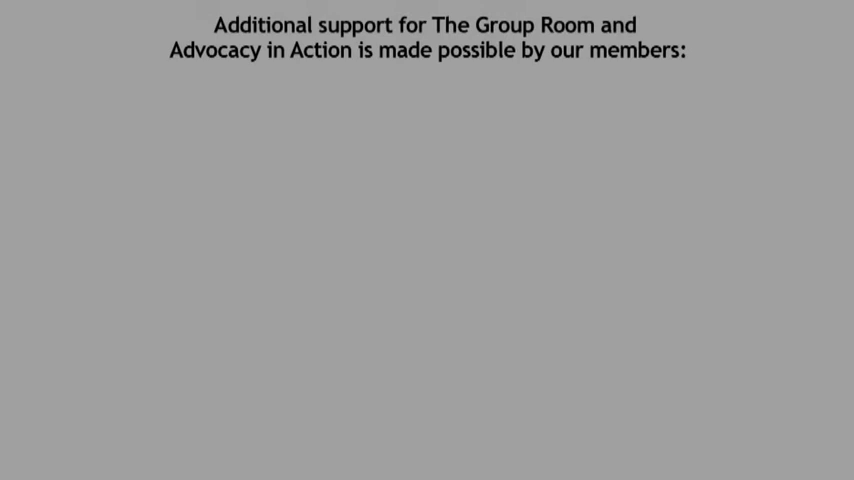 Additional support for The Group Room and
Advocacy in Action is made possible by our members: